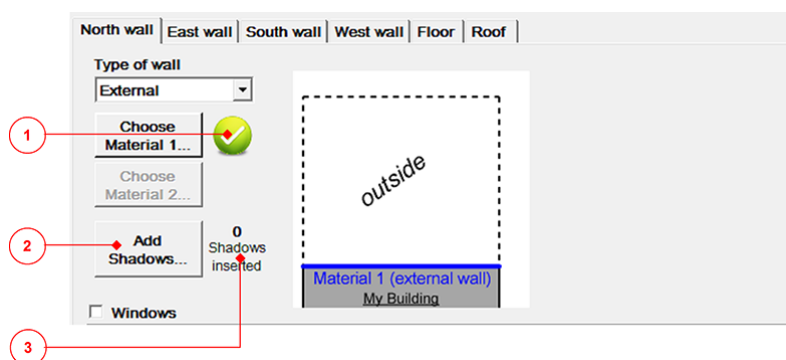 North wall East wall South wall West wall Floor Roof
Type of wall
External
1
Choose
Material 1...
Choose
Material 2...
outside
2
Add
Shadows...
0
Shadows
inserted
Material 1 (external wall)
My Building
Windows
3